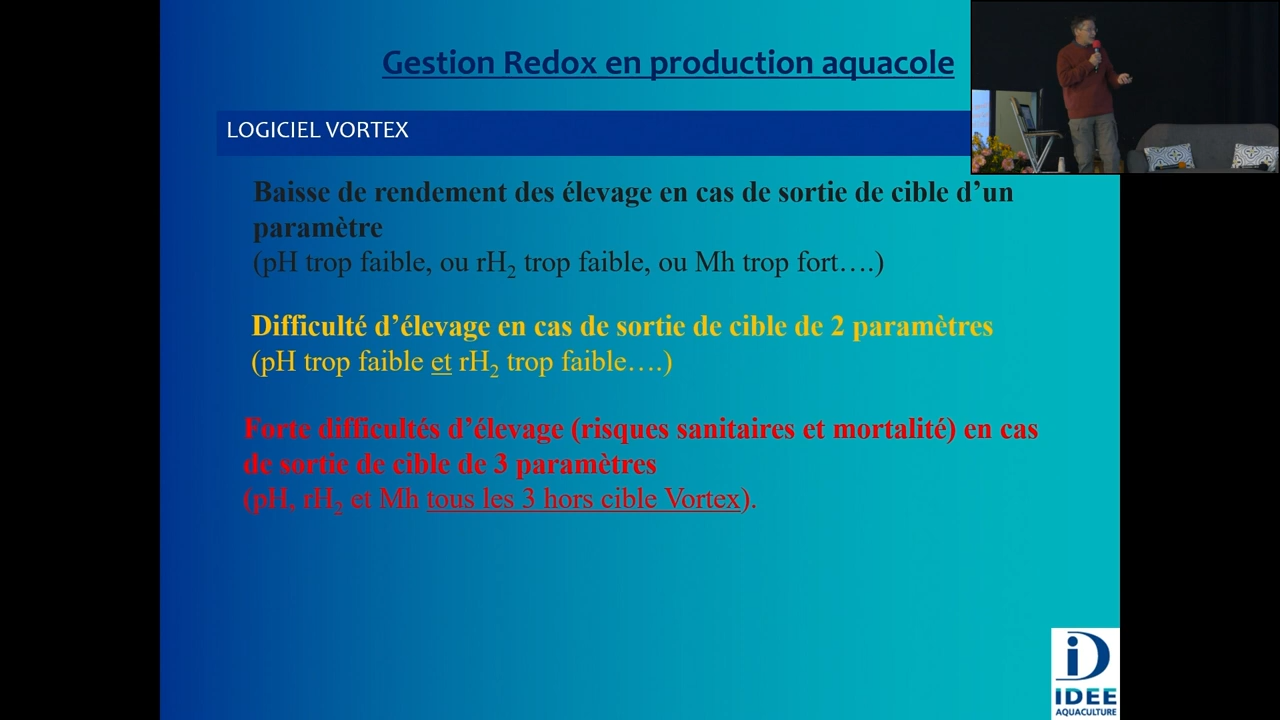 Gestion Redox en production aquacole
LOGICIEL VORTEX
Baisse de rendement des élevage en cas de sortie de cible d’un
paramètre
(pH trop faible, ou rH₂ trop faible, ou Mh trop fort….)
Difficulté d’élevage en cas de sortie de cible de 2 paramètres
(pH trop faible et rH₂ trop faible….)
Forte difficultés d’élevage (risques sanitaires et mortalité) en cas
de sortie de cible de 3 paramètres
(pH, rH₂ et Mh tous les 3 hors cible Vortex).
iD
IDEE
AQUACULTURE